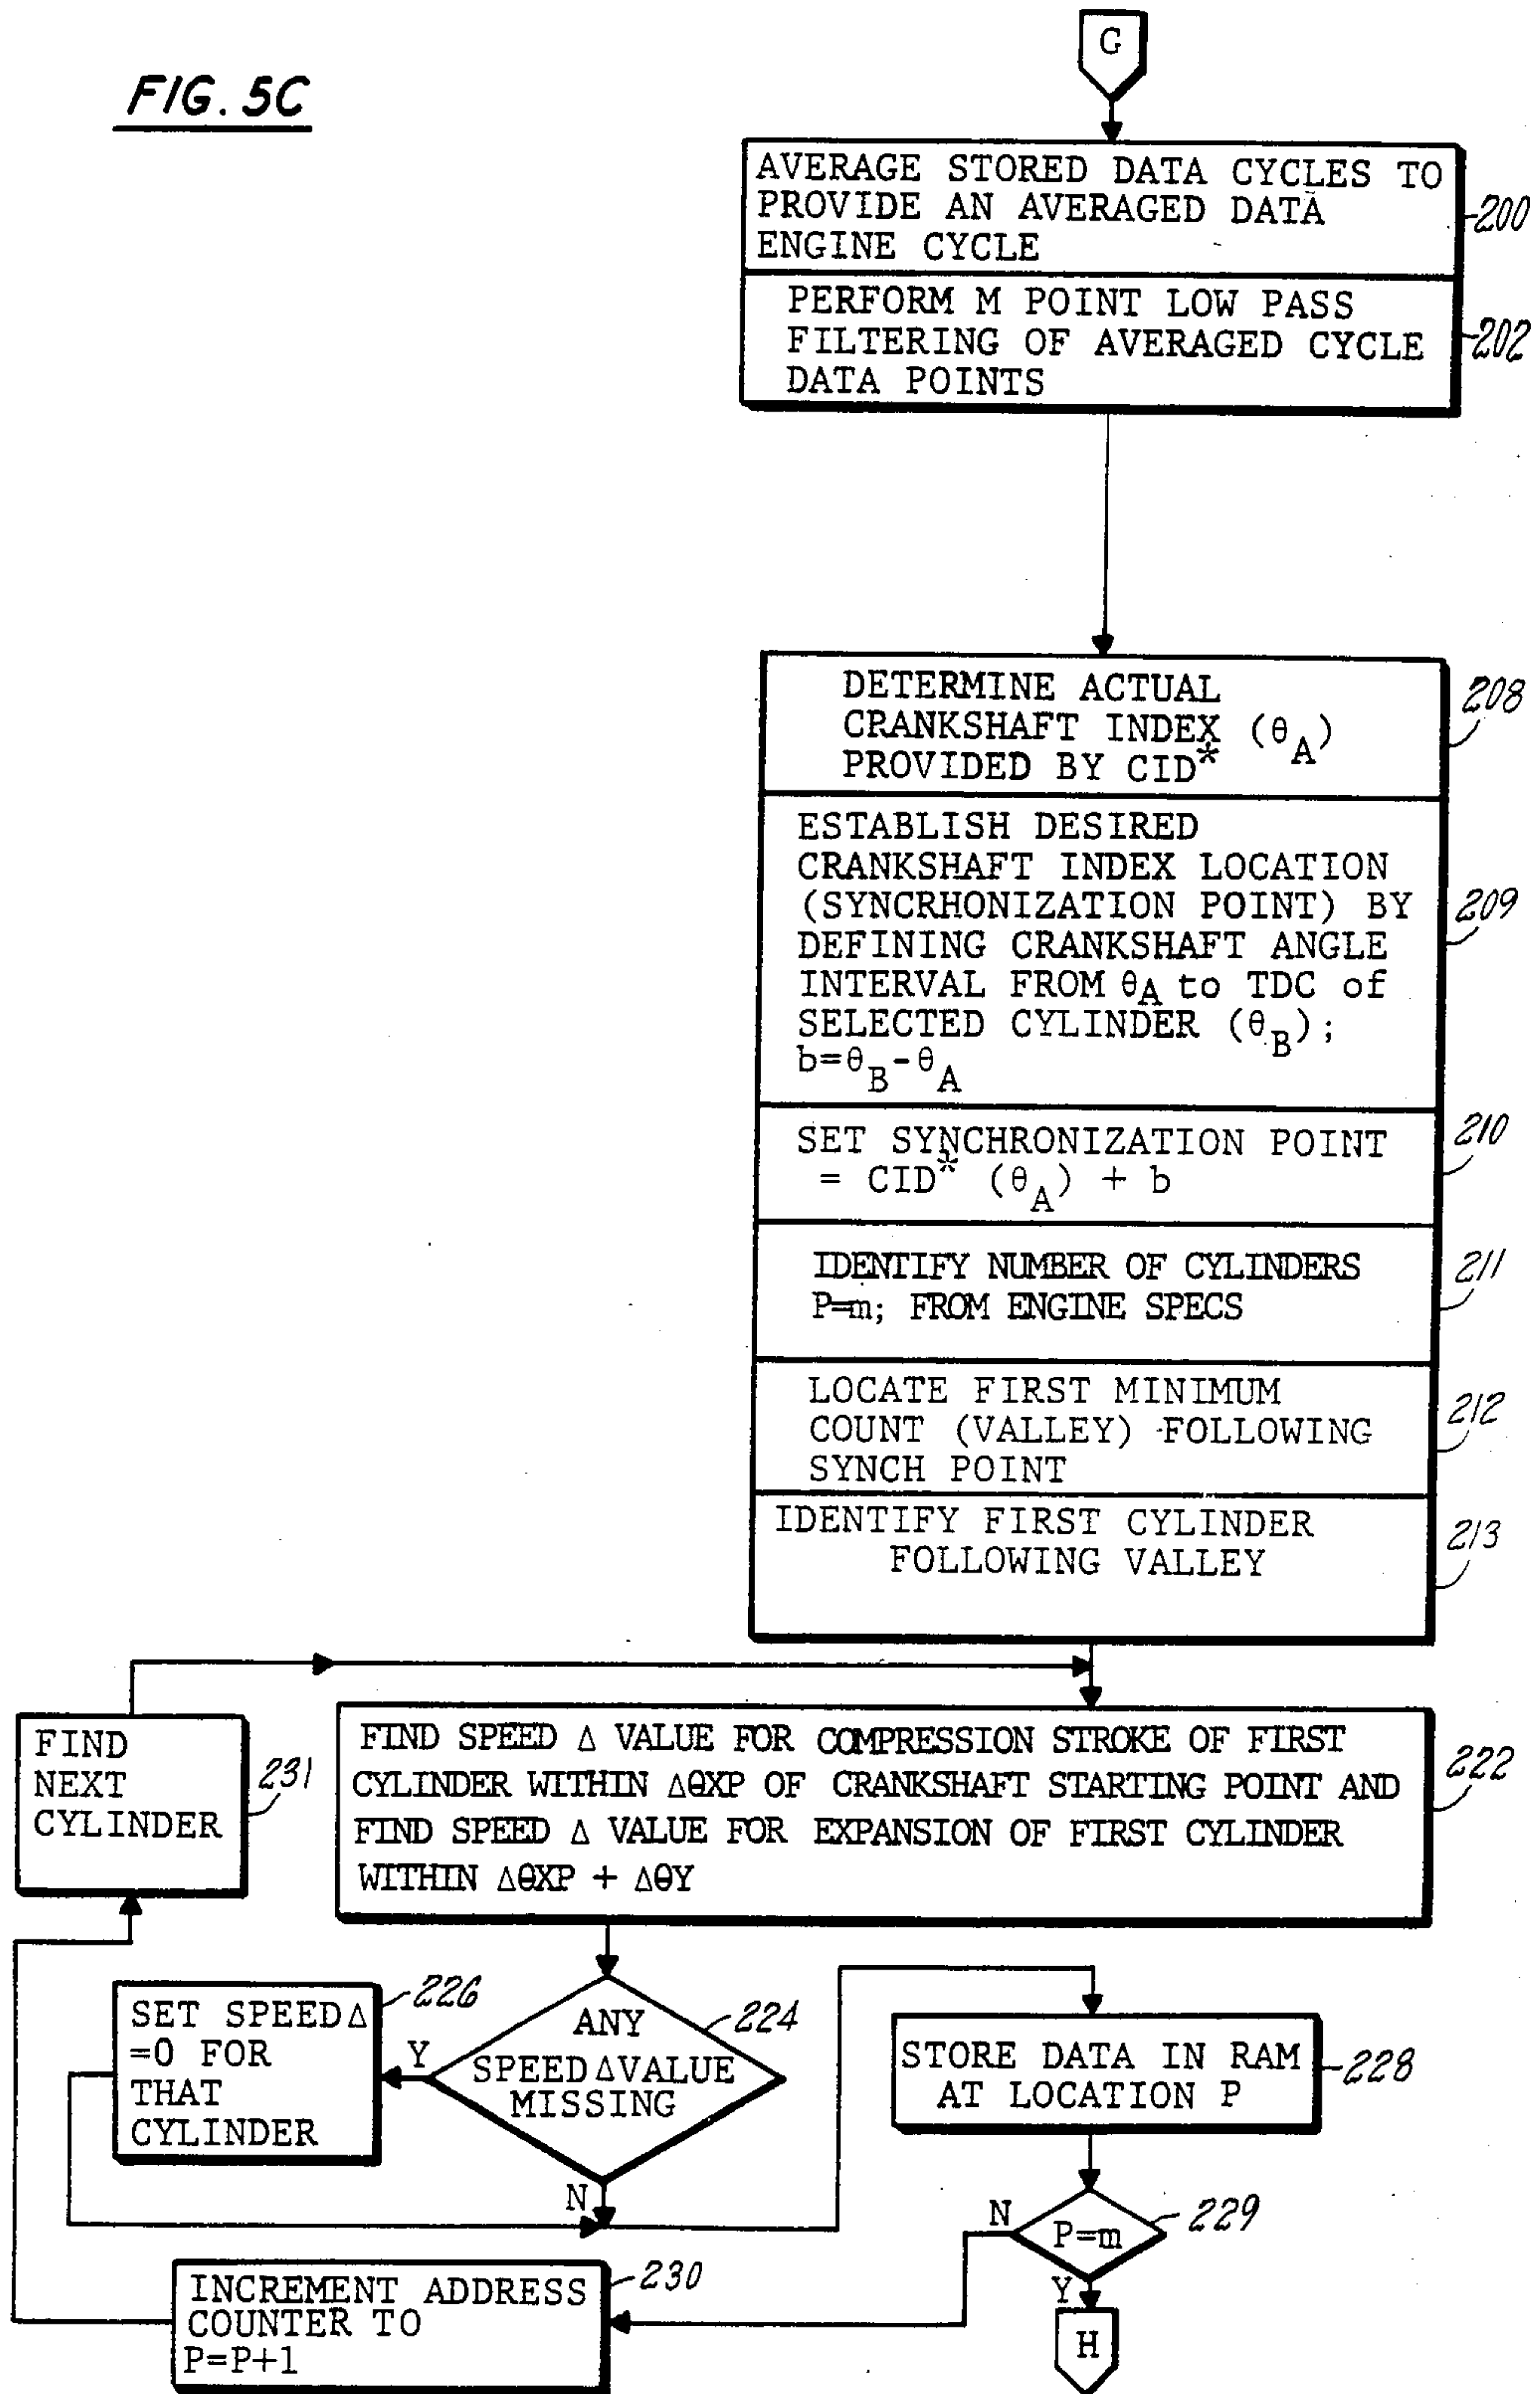 FIG. 5C
G
AVERAGE STORED DATA CYCLES TO
PROVIDE AN AVERAGED DATA
ENGINE CYCLE
200
PERFORM M POINT LOW PASS
FILTERING OF AVERAGED CYCLE
DATA POINTS
202
DETERMINE ACTUAL
CRANKSHAFT INDEX (θA)
PROVIDED BY CID*
208
ESTABLISH DESIRED
CRANKSHAFT INDEX LOCATION
(SYNCRHONIZATION POINT) BY
DEFINING CRANKSHAFT ANGLE
INTERVAL FROM θA to TDC of
SELECTED CYLINDER (θB);
b=θB-θA
209
SET SYNCHRONIZATION POINT
= CID* (θA) + b
210
IDENTIFY NUMBER OF CYLINDERS
P=m; FROM ENGINE SPECS
211
LOCATE FIRST MINIMUM
COUNT (VALLEY) FOLLOWING
SYNCH POINT
212
IDENTIFY FIRST CYLINDER
FOLLOWING VALLEY
213
FIND
NEXT
CYLINDER
231
FIND SPEED Δ VALUE FOR COMPRESSION STROKE OF FIRST
CYLINDER WITHIN ΔθXP OF CRANKSHAFT STARTING POINT AND
FIND SPEED Δ VALUE FOR EXPANSION OF FIRST CYLINDER
WITHIN ΔθXP + ΔθY
222
SET SPEED Δ
=0 FOR
THAT
CYLINDER
226
Y
ANY
SPEED Δ VALUE
MISSING
224
N
STORE DATA IN RAM
AT LOCATION P
228
N
P=m
229
Y
INCREMENT ADDRESS
COUNTER TO
P=P+1
230
H